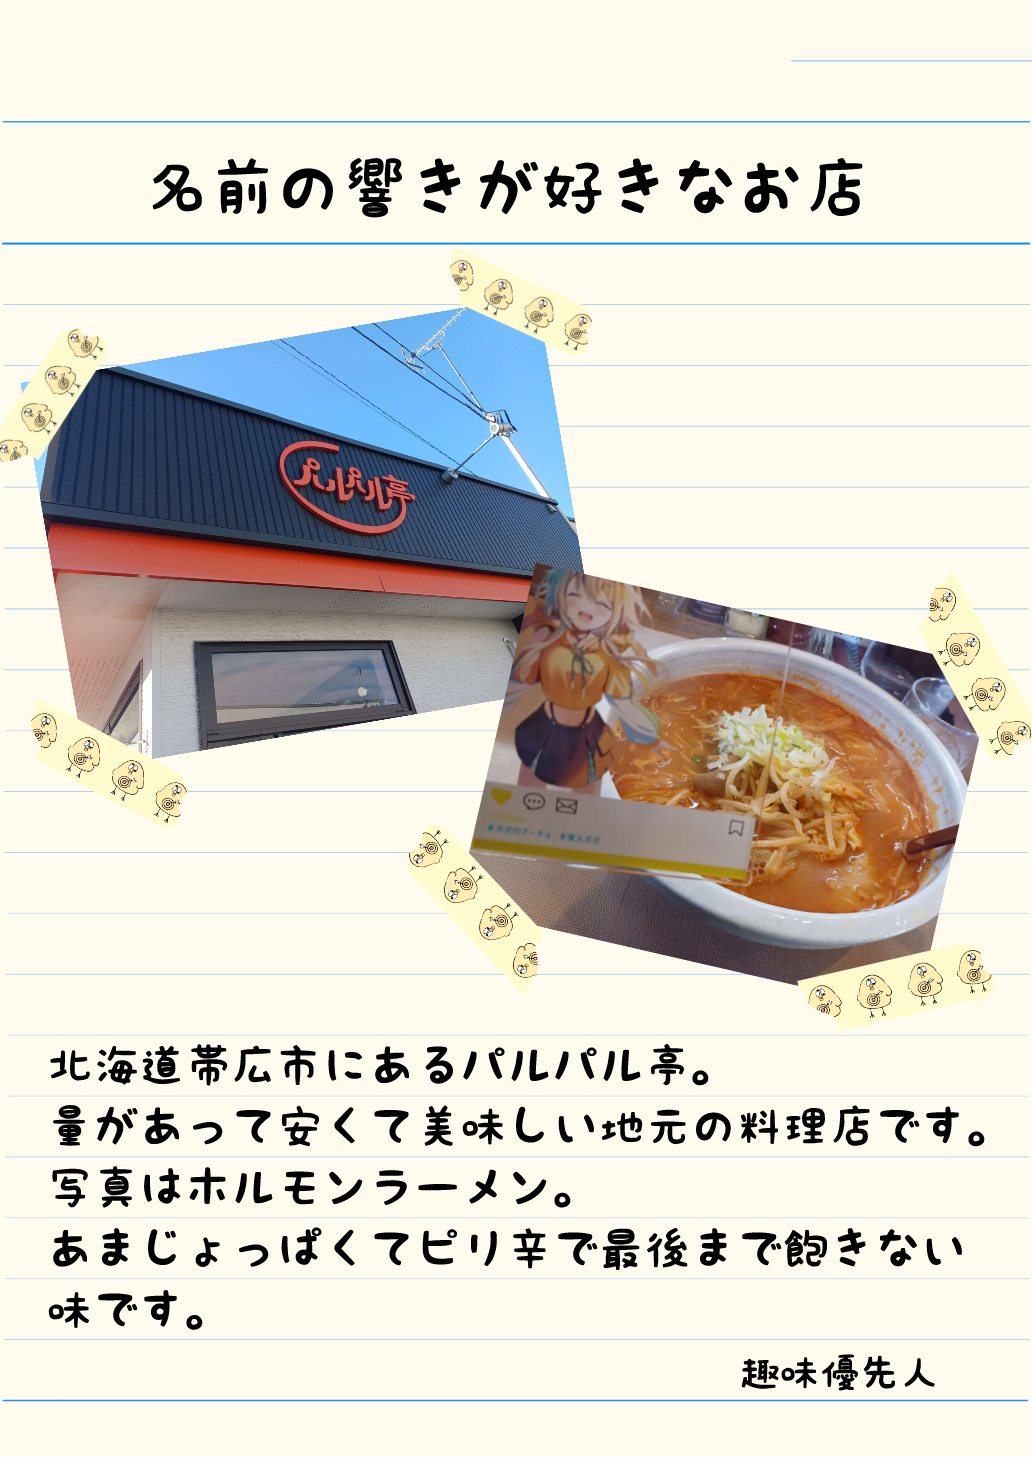 名前の響きが好きなお店
パルパル亭
北海道帯広市にあるパルパル亭。
量があって安くて美味しい地元の料理店です。
写真はホルモンラーメン。
あまじょっぱくてピリ辛で最後まで飽きない
味です。
趣味優先人